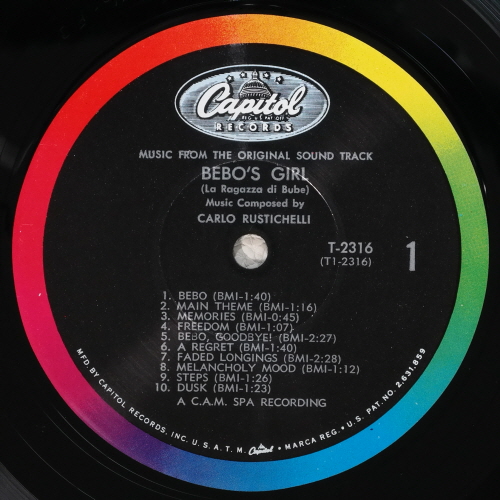 Capitol
REG. U.S. PAT. OFF.
RECORDS
MUSIC FROM THE ORIGINAL SOUND TRACK
BEBO'S GIRL
(La Ragazza di Bube)
Music Composed by
CARLO RUSTICHELLI
T-2316
(T1-2316)
1
1. BEBO (BMI-1:40)
2. MAIN THEME (BMI-1:16)
3. MEMORIES (BMI-0:45)
4. FREEDOM (BMI-1:07)
5. BEBO, GOODBYE! (BMI-2:27)
6. A REGRET (BMI-1:40)
7. FADED LONGINGS (BMI-2:28)
8. MELANCHOLY MOOD (BMI-1:12)
9. STEPS (BMI-1:26)
10. DUSK (BMI-1:23)
A C.A.M. SPA RECORDING
MFD. BY CAPITOL RECORDS, INC. U.S.A. T.M. Capitol • MARCA REG. • U.S. PAT. NO. 2,631,859